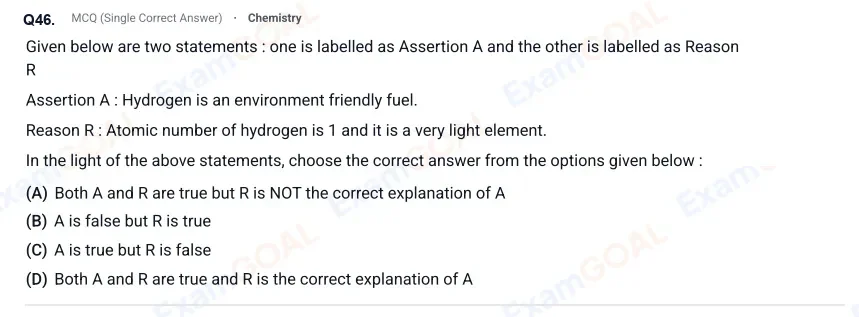 Q46. MCQ (Single Correct Answer) · Chemistry
Given below are two statements : one is labelled as Assertion A and the other is labelled as Reason
R
Assertion A : Hydrogen is an environment friendly fuel.
Reason R : Atomic number of hydrogen is 1 and it is a very light element.
In the light of the above statements, choose the correct answer from the options given below :
(A) Both A and R are true but R is NOT the correct explanation of A
(B) A is false but R is true
(C) A is true but R is false
(D) Both A and R are true and R is the correct explanation of A